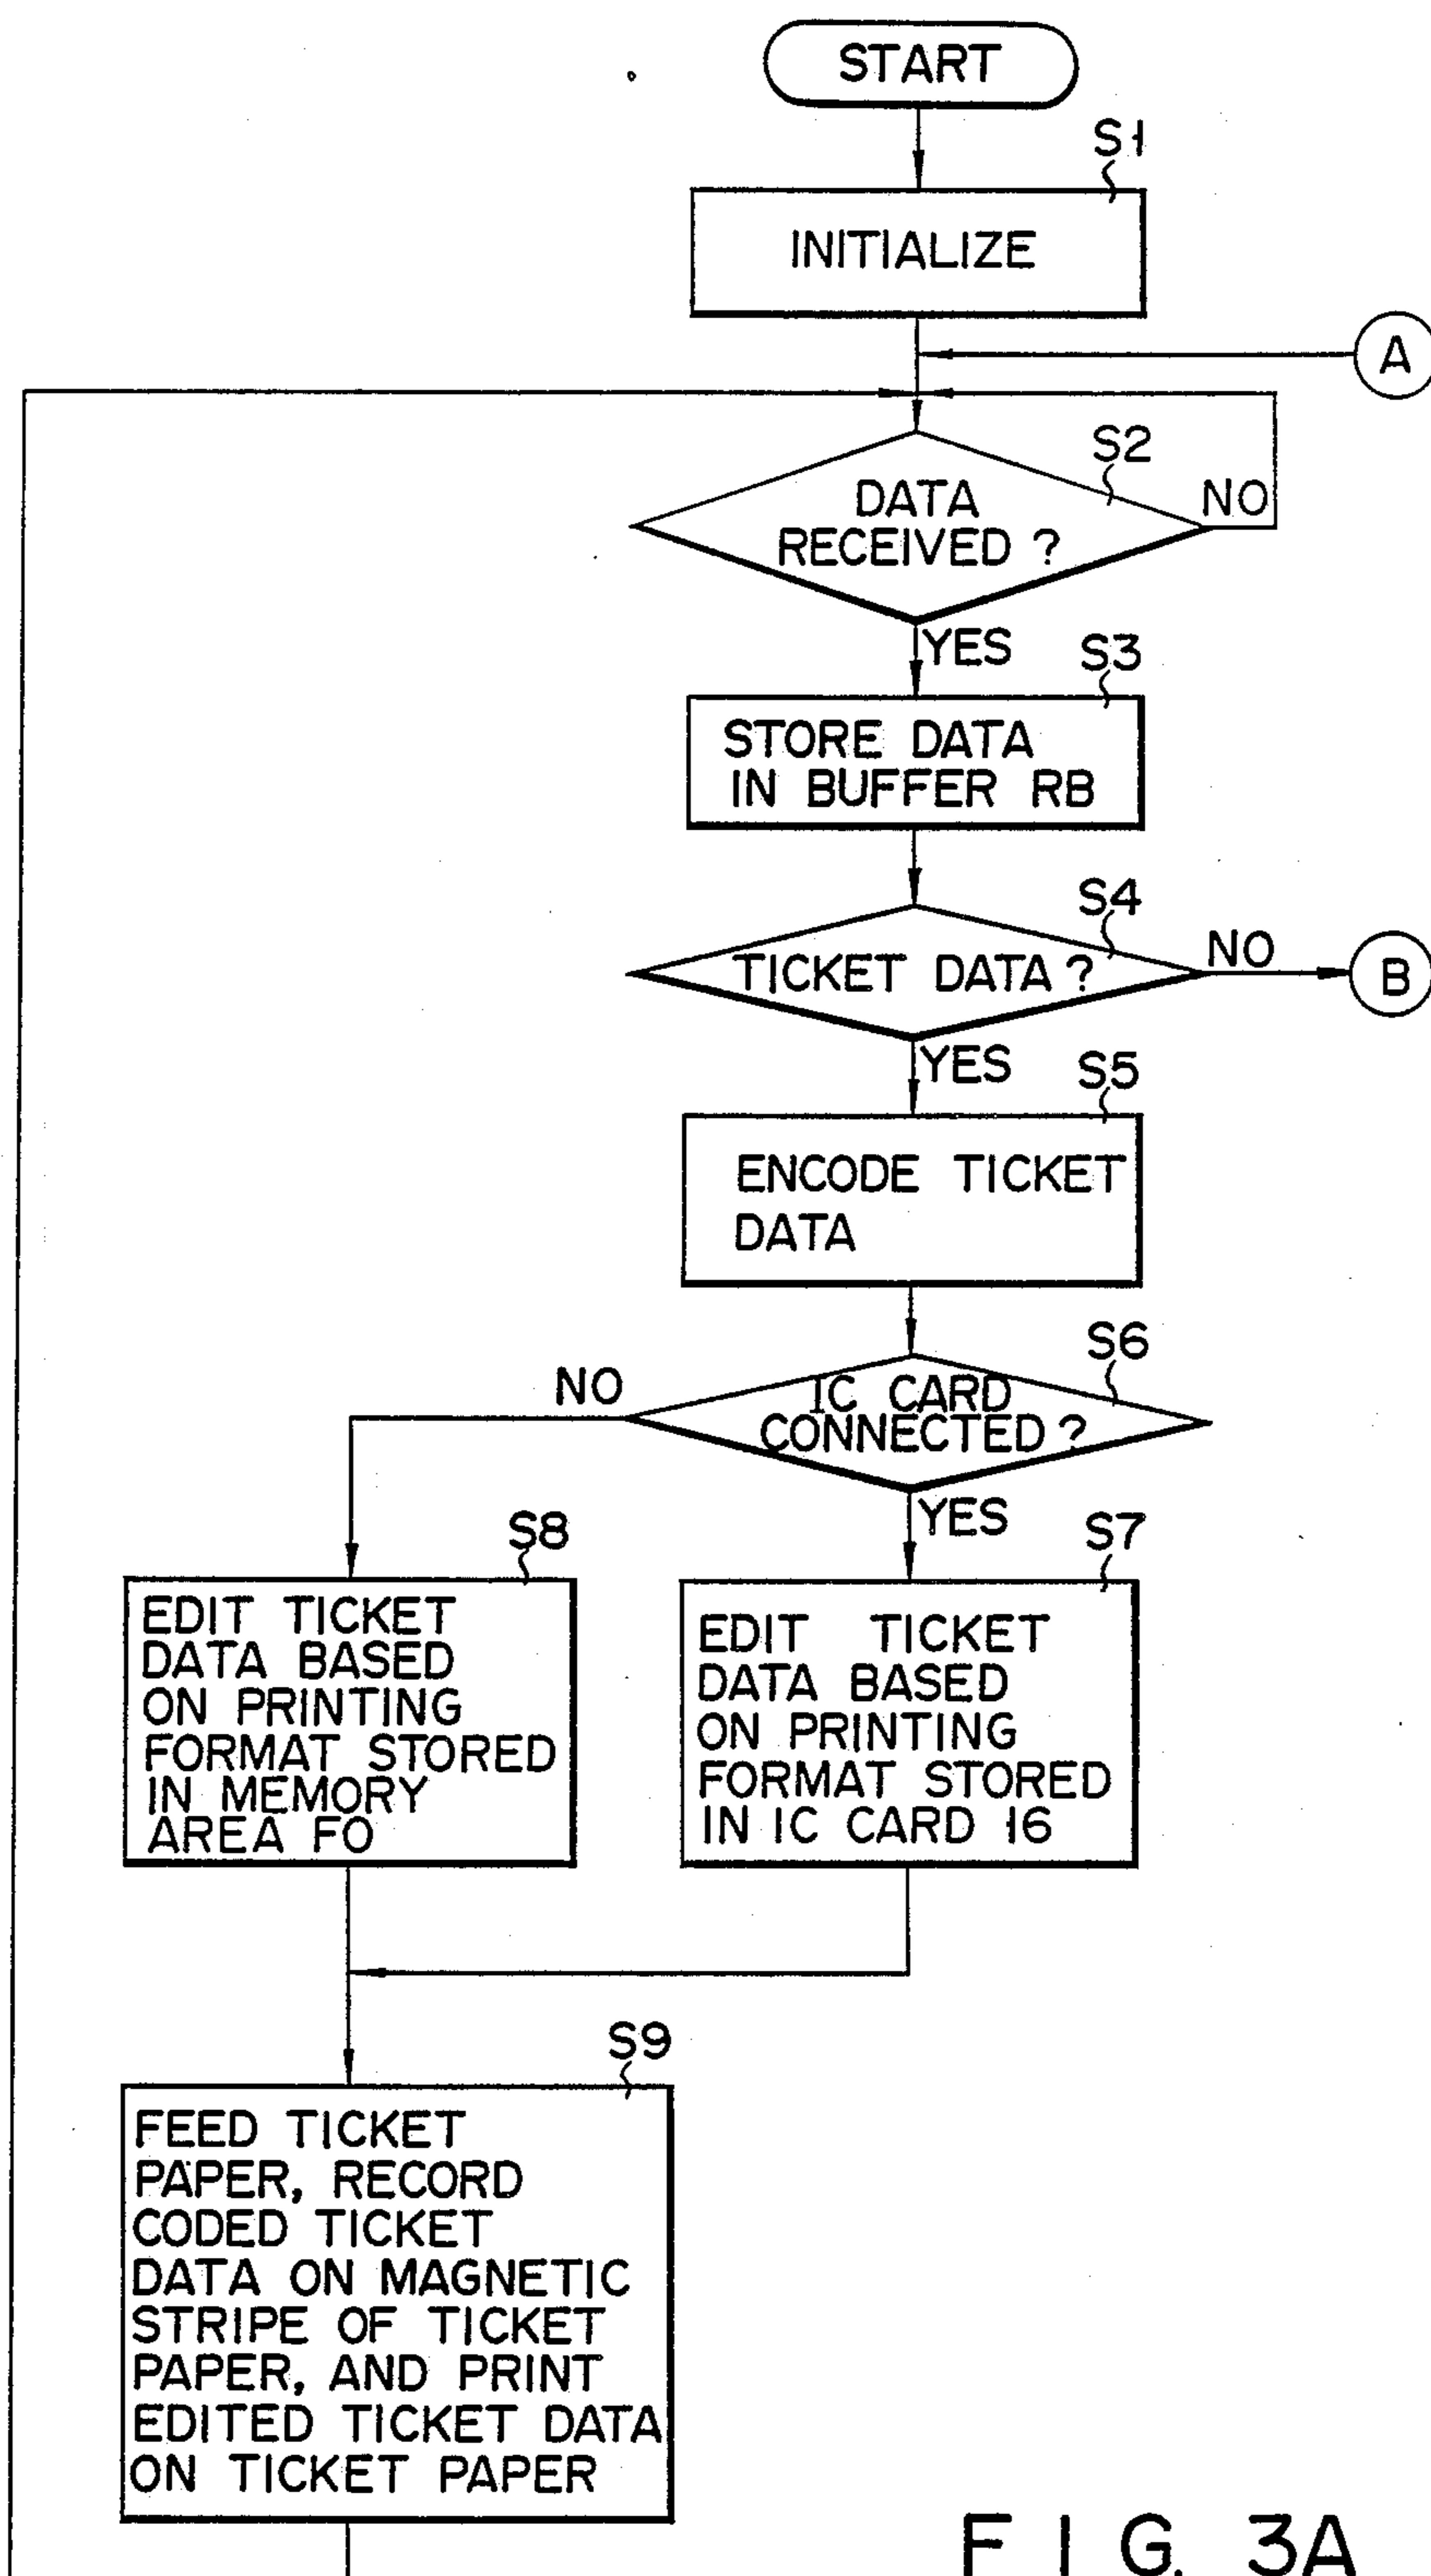 START
S1
INITIALIZE
A
S2
DATA
RECEIVED ?
NO
YES
S3
STORE DATA
IN BUFFER RB
S4
TICKET DATA ?
NO
B
YES
S5
ENCODE TICKET
DATA
S6
IC CARD
CONNECTED ?
NO
YES
S8
EDIT TICKET
DATA BASED
ON PRINTING
FORMAT STORED
IN MEMORY
AREA FO
S7
EDIT TICKET
DATA BASED
ON PRINTING
FORMAT STORED
IN IC CARD 16
S9
FEED TICKET
PAPER, RECORD
CODED TICKET
DATA ON MAGNETIC
STRIPE OF TICKET
PAPER, AND PRINT
EDITED TICKET DATA
ON TICKET PAPER
FIG. 3A